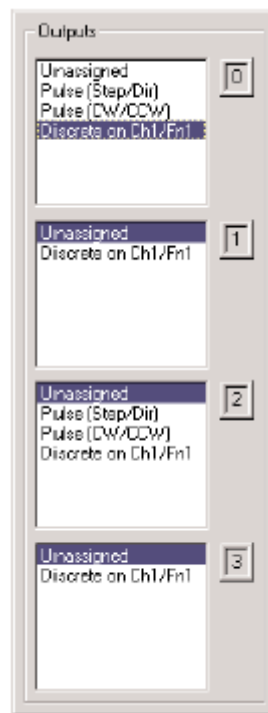 Outputs
Unassigned
Pulse (Step/Dir)
Pulse (CW/CCW)
Discrete on Ch1/Fn1
0
Unassigned
Discrete on Ch1/Fn1
1
Unassigned
Pulse (Step/Dir)
Pulse (CW/CCW)
Discrete on Ch1/Fn1
2
Unassigned
Discrete on Ch1/Fn1
3